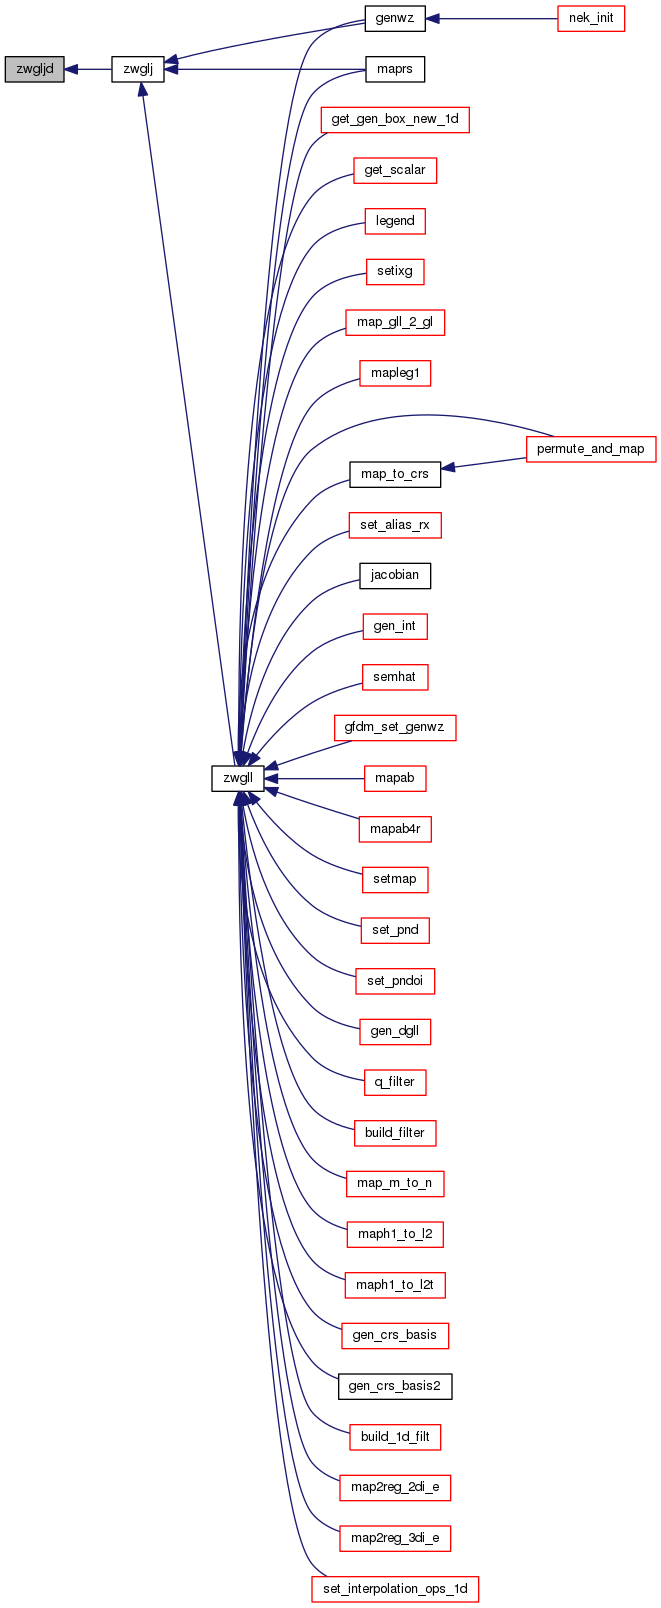 genwz
nek_init
zwgljd
zwglj
maprs
get_gen_box_new_1d
get_scalar
legend
setixg
map_gll_2_gl
mapleg1
permute_and_map
map_to_crs
set_alias_rx
jacobian
gen_int
semhat
gfdm_set_genwz
zwgll
mapab
mapab4r
setmap
set_pnd
set_pndoi
gen_dgll
q_filter
build_filter
map_m_to_n
maph1_to_l2
maph1_to_l2t
gen_crs_basis
gen_crs_basis2
build_1d_filt
map2reg_2di_e
map2reg_3di_e
set_interpolation_ops_1d